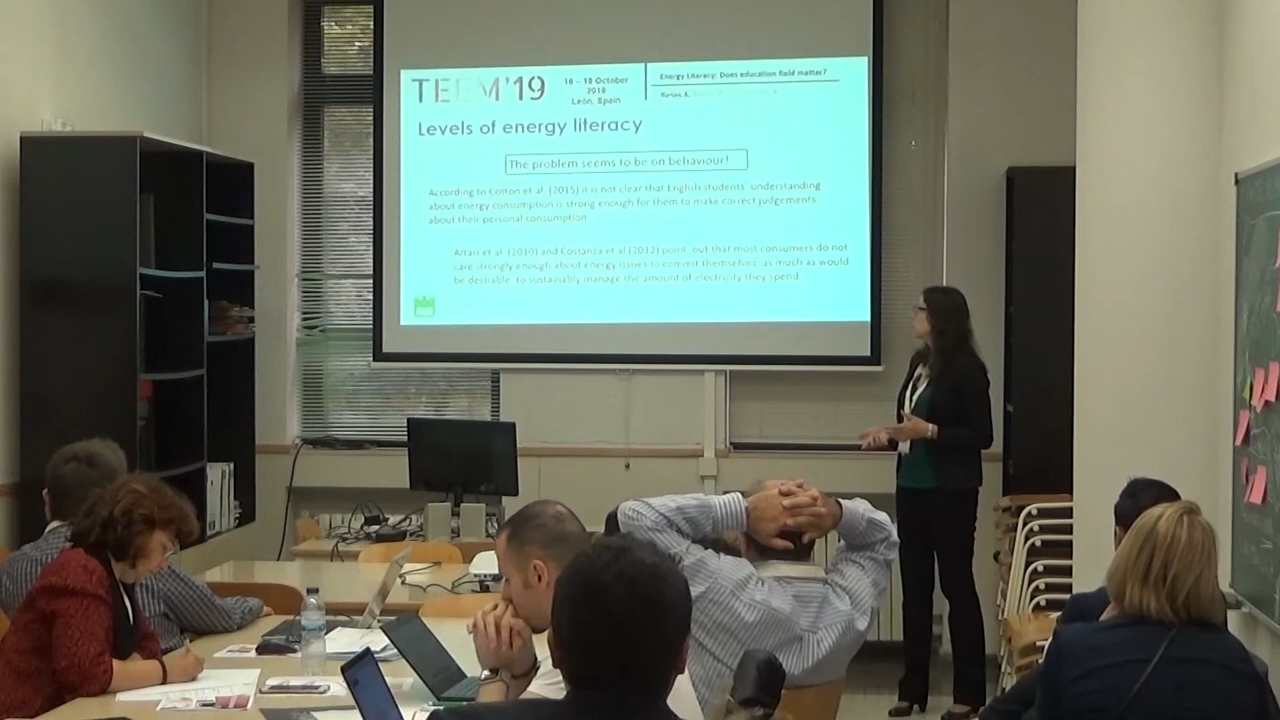 TEEM'19
16 – 18 October
2019
León, Spain
Energy Literacy: Does education field matter?
Levels of energy literacy
The problem seems to be on behaviour!
According to Cotton et al. (2015) it is not clear that English students' understanding
about energy consumption is strong enough for them to make correct judgements
about their personal consumption
Attari et al. (2010) and Costanza et al (2012) point out that most consumers do not
care strongly enough about energy issues to commit themselves, as much as would
be desirable, to sustainably manage the amount of electricity they spend